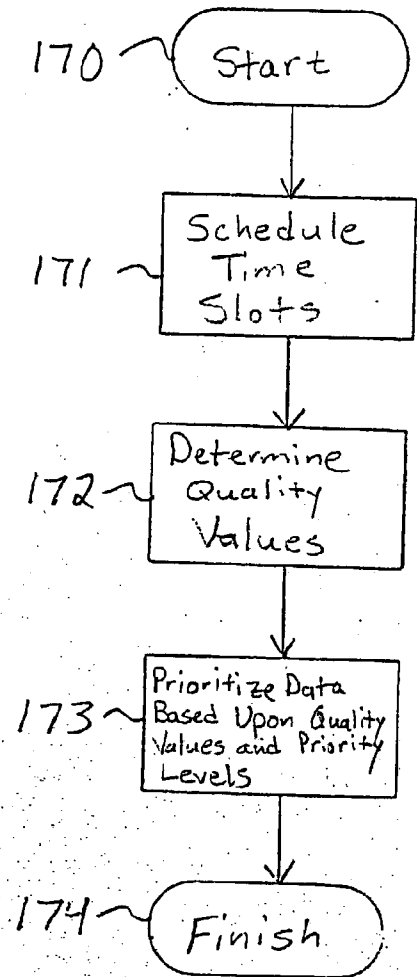 170
Start
171
Schedule
Time
Slots
172
Determine
Quality
Values
173
Prioritize Data
Based Upon Quality
Values and Priority
Levels
174
Finish